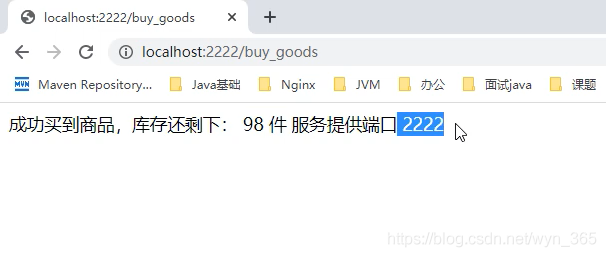 localhost:2222/buy_goods
localhost:2222/buy_goods
Maven Repository... Java基础 Nginx JVM 办公 面试java 课题
成功买到商品，库存还剩下： 98 件 服务提供端口 2222
https://blog.csdn.net/wyn_365